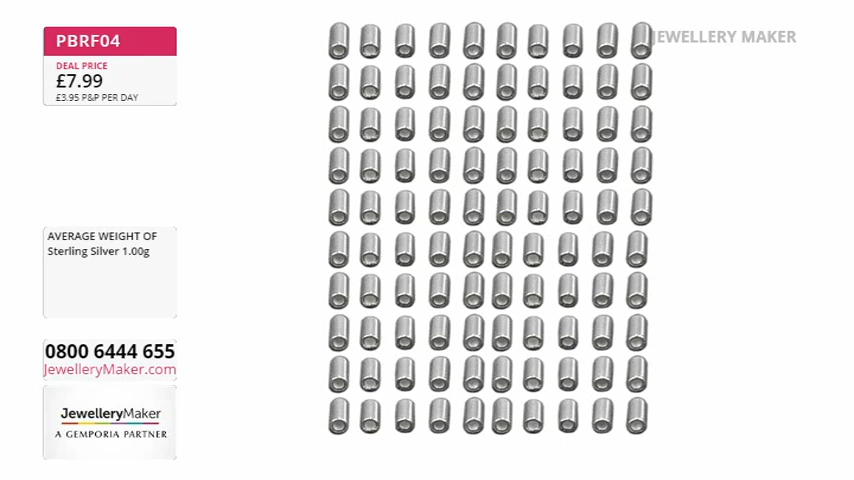 PBRF04
DEAL PRICE
£7.99
£3.95 P&P PER DAY
JEWELLERY MAKER
AVERAGE WEIGHT OF
Sterling Silver 1.00g
0800 6444 655
JewelleryMaker.com
JewelleryMaker
A GEMPORIA PARTNER